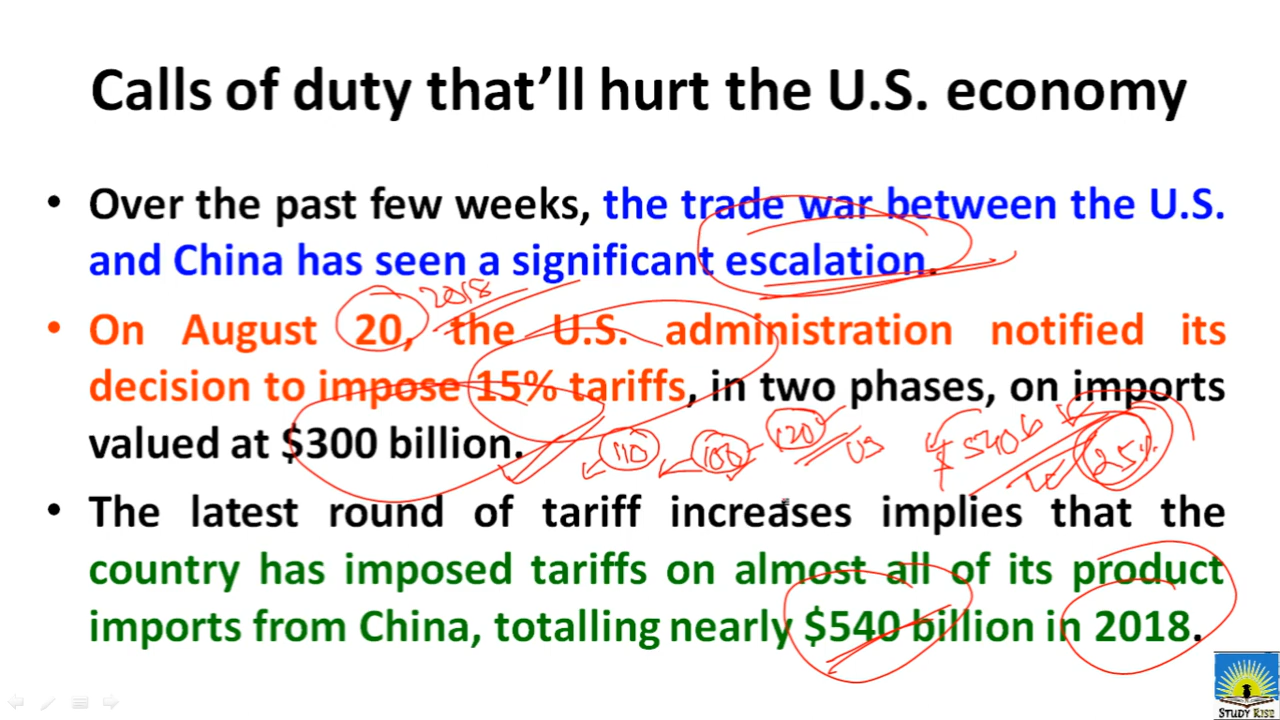 Calls of duty that'll hurt the U.S. economy
• Over the past few weeks, the trade war between the U.S.
and China has seen a significant escalation.
2018
• On August 20, the U.S. administration notified its
decision to impose 15% tariffs, in two phases, on imports
valued at $300 billion.
110 100 120 US $540b 25%
• The latest round of tariff increases implies that the
country has imposed tariffs on almost all of its product
imports from China, totalling nearly $540 billion in 2018.
STUDY RISE